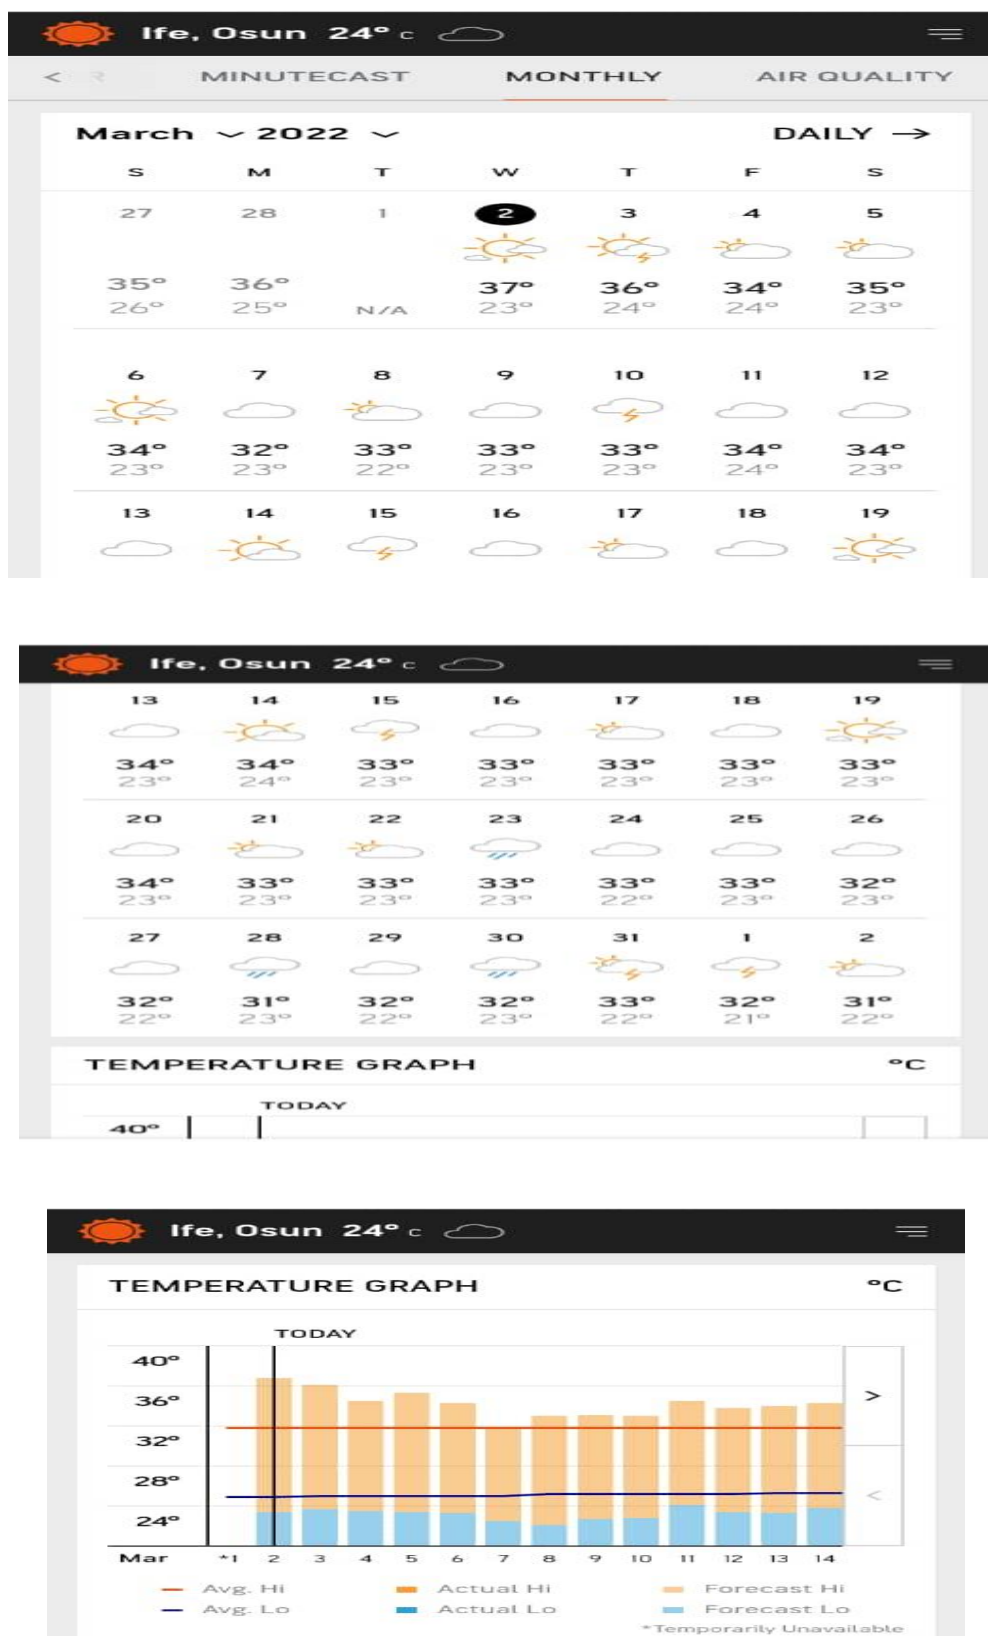 Ife, Osun 24° C
< R MINUTECAST MONTHLY AIR QUALITY
March 2022 DAILY →
S M T W T F S
27 28 1 2 3 4 5
35° 36° 37° 36° 34° 35°
26° 25° N/A 23° 24° 24° 23°
6 7 8 9 10 11 12
34° 32° 33° 33° 33° 34° 34°
23° 23° 22° 23° 23° 24° 23°
13 14 15 16 17 18 19
Ife, Osun 24° C
13 14 15 16 17 18 19
34° 34° 33° 33° 33° 33° 33°
23° 24° 23° 23° 23° 23° 23°
20 21 22 23 24 25 26
34° 33° 33° 33° 33° 33° 32°
23° 23° 23° 23° 22° 23° 23°
27 28 29 30 31 1 2
32° 31° 32° 32° 33° 32° 31°
22° 23° 22° 23° 22° 21° 22°
TEMPERATURE GRAPH °C
TODAY
40°
Ife, Osun 24° C
TEMPERATURE GRAPH °C
TODAY
40°
36° >
32°
28° <
24°
Mar *1 2 3 4 5 6 7 8 9 10 11 12 13 14
Avg. Hi Actual Hi Forecast Hi
Avg. Lo Actual Lo Forecast Lo
*Temporarily Unavailable